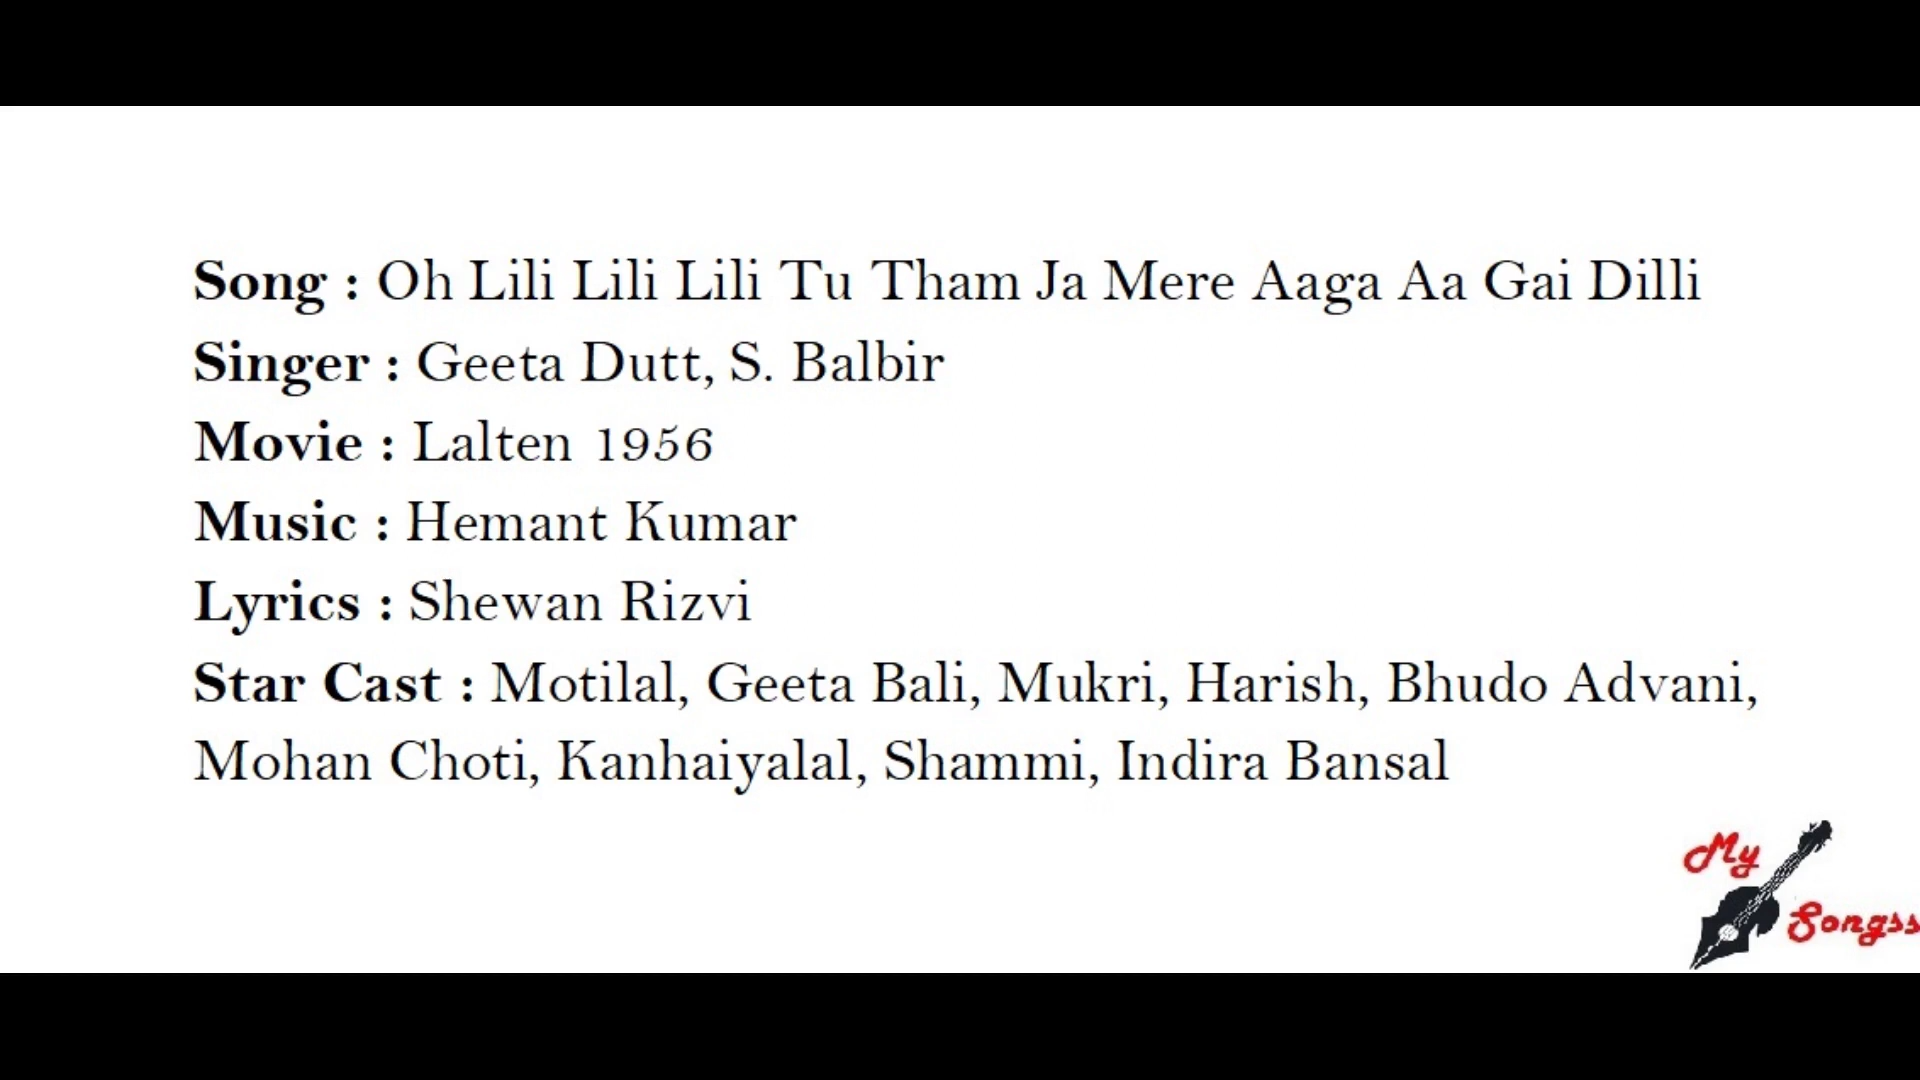 Song : Oh Lili Lili Lili Tu Tham Ja Mere Aaga Aa Gai Dilli
Singer : Geeta Dutt, S. Balbir
Movie : Lalten 1956
Music : Hemant Kumar
Lyrics : Shewan Rizvi
Star Cast : Motilal, Geeta Bali, Mukri, Harish, Bhudo Advani,
Mohan Choti, Kanhaiyalal, Shammi, Indira Bansal
My
Songss